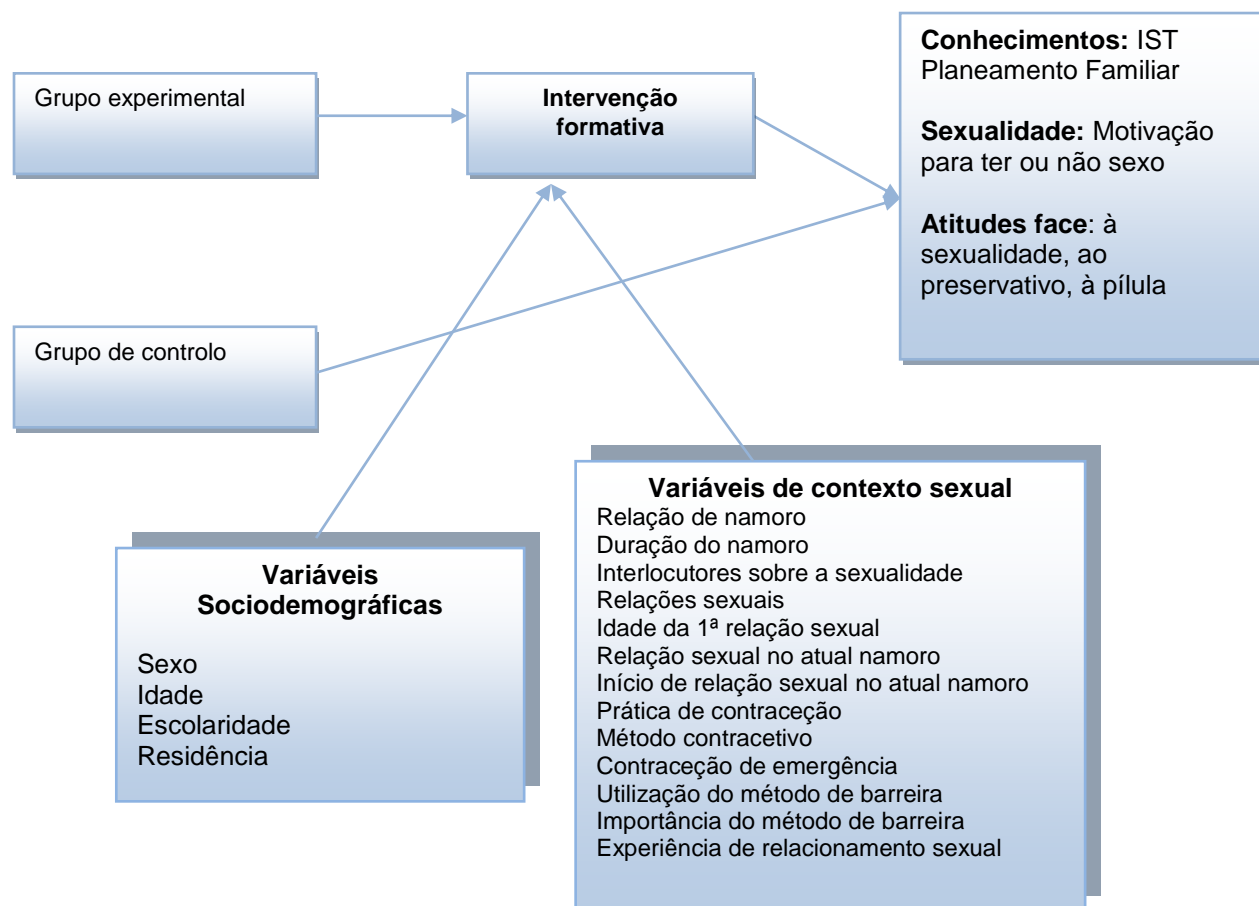 Grupo experimental
Intervenção
formativa
Conhecimentos: IST
Planeamento Familiar
Sexualidade: Motivação
para ter ou não sexo
Atitudes face: à
sexualidade, ao
preservativo, à pílula
Grupo de controlo
Variáveis
Sociodemográficas
Sexo
Idade
Escolaridade
Residência
Variáveis de contexto sexual
Relação de namoro
Duração do namoro
Interlocutores sobre a sexualidade
Relações sexuais
Idade da 1ª relação sexual
Relação sexual no atual namoro
Início de relação sexual no atual namoro
Prática de contraceção
Método contracetivo
Contraceção de emergência
Utilização do método de barreira
Importância do método de barreira
Experiência de relacionamento sexual